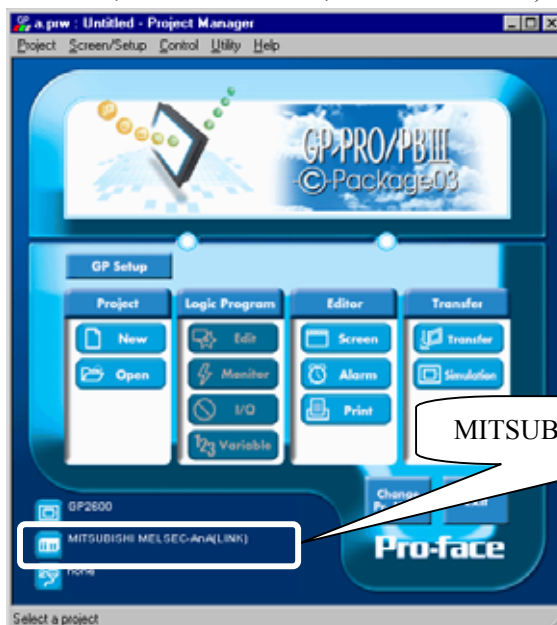 a.prw : Untitled - Project Manager
Project Screen/Setup Control Utility Help
GP-PRO/PBIII
C-Package03
GP Setup
Project Logic Program Editor Transfer
New Edit Screen Transfer
Open Monitor Alarm Simulation
I/O Print
123 Variable
MITSUB
Change
GP2600
MITSUBISHI MELSEC-AnA(LINK)
Pro-face
none
Select a project